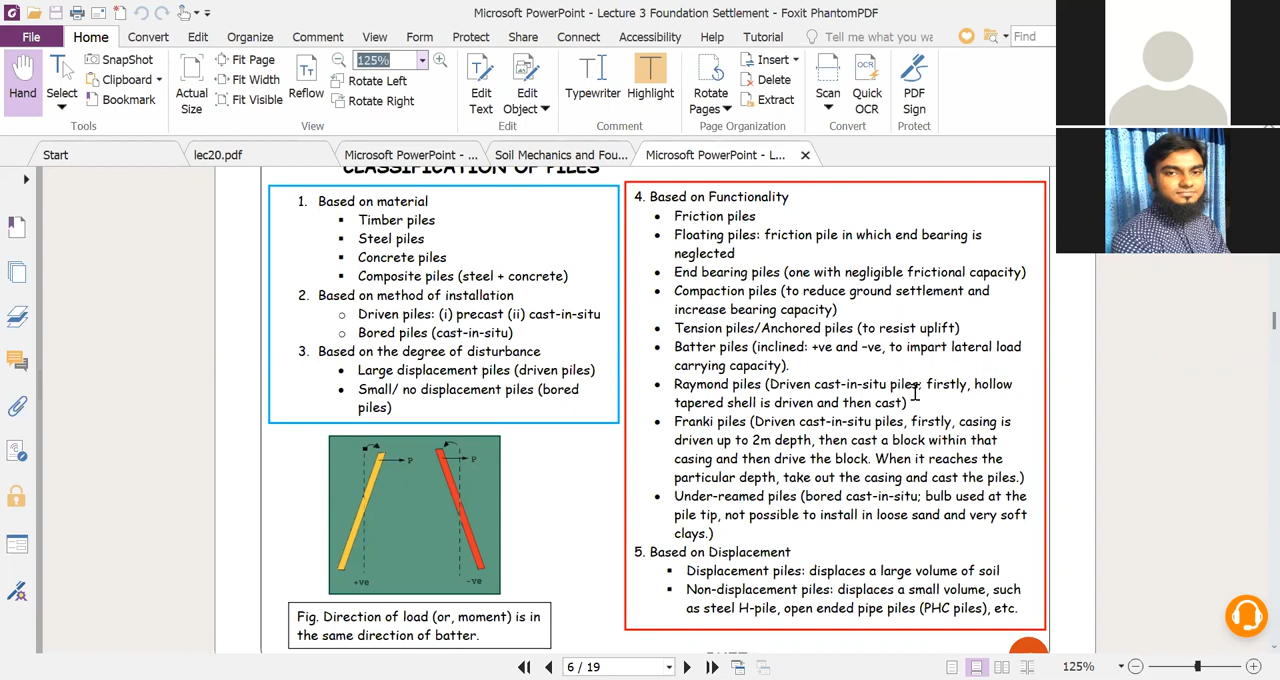 Microsoft PowerPoint - Lecture 3 Foundation Settlement - Foxit PhantomPDF
File Home Convert Edit Organize Comment View Form Protect Share Connect Accessibility Help Tutorial Tell me what you wa Find
Hand
Select
SnapShot
Clipboard
Bookmark
Tools
Actual Size
Fit Page
Fit Width
Fit Visible
Reflow
125%
Rotate Left
Rotate Right
View
Edit Text
Edit Object
Edit
Typewriter
Highlight
Comment
Rotate Pages
Insert
Delete
Extract
Page Organization
Scan
Quick OCR
Convert
PDF Sign
Protect
Start
lec20.pdf
Microsoft PowerPoint - ...
Soil Mechanics and Fou...
Microsoft PowerPoint - L...
CLASSIFICATION OF PILES
1. Based on material
▪ Timber piles
▪ Steel piles
▪ Concrete piles
▪ Composite piles (steel + concrete)
2. Based on method of installation
○ Driven piles: (i) precast (ii) cast-in-situ
○ Bored piles (cast-in-situ)
3. Based on the degree of disturbance
• Large displacement piles (driven piles)
• Small/ no displacement piles (bored
piles)
P
P
+ve
-ve
Fig. Direction of load (or, moment) is in
the same direction of batter.
4. Based on Functionality
• Friction piles
• Floating piles: friction pile in which end bearing is
neglected
• End bearing piles (one with negligible frictional capacity)
• Compaction piles (to reduce ground settlement and
increase bearing capacity)
• Tension piles/Anchored piles (to resist uplift)
• Batter piles (inclined: +ve and –ve, to impart lateral load
carrying capacity).
• Raymond piles (Driven cast-in-situ piles, firstly, hollow
tapered shell is driven and then cast)
• Franki piles (Driven cast-in-situ piles, firstly, casing is
driven up to 2m depth, then cast a block within that
casing and then drive the block. When it reaches the
particular depth, take out the casing and cast the piles.)
• Under-reamed piles (bored cast-in-situ; bulb used at the
pile tip, not possible to install in loose sand and very soft
clays.)
5. Based on Displacement
▪ Displacement piles: displaces a large volume of soil
▪ Non-displacement piles: displaces a small volume, such
as steel H-pile, open ended pipe piles (PHC piles), etc.
6 / 19
125%